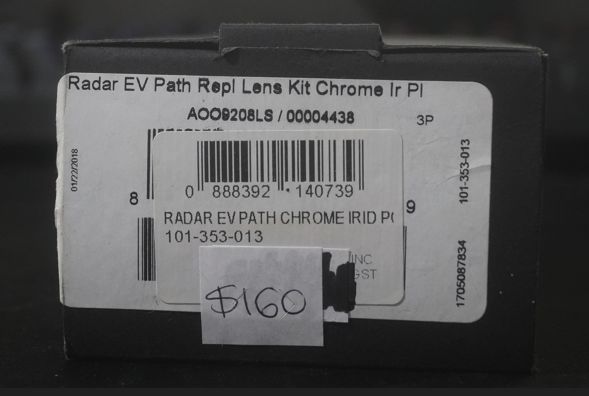 Radar EV Path Repl Lens Kit Chrome Ir Pl
AOO9208LS / 00004438
3P
01/22/2018
101-353-013
8
9
0 888392 140739
RADAR EV PATH CHROME IRID P
101-353-013
INC
GST
$160
1705087834